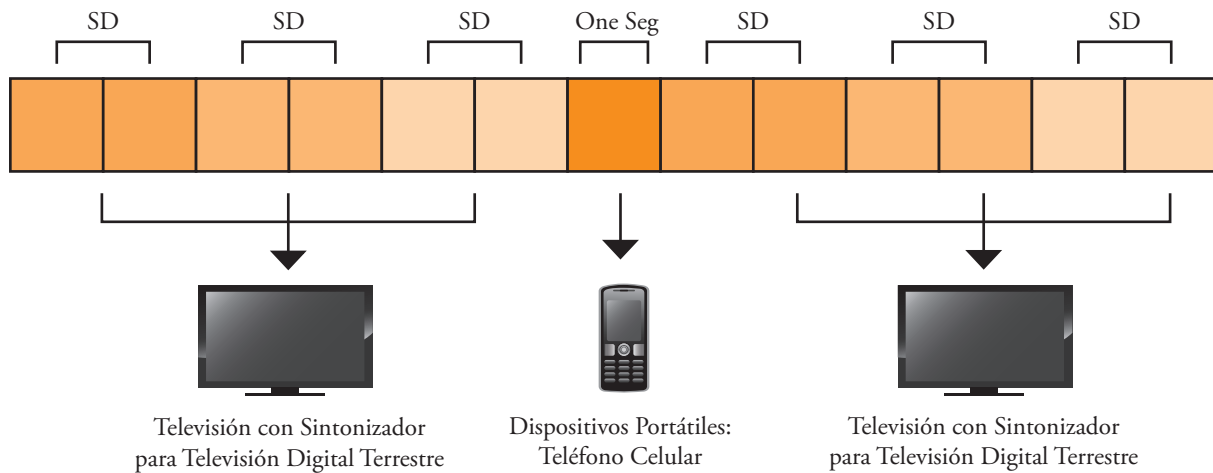 SD
SD
SD
One Seg
SD
SD
SD
Televisión con Sintonizador
para Televisión Digital Terrestre
Dispositivos Portátiles:
Teléfono Celular
Televisión con Sintonizador
para Televisión Digital Terrestre